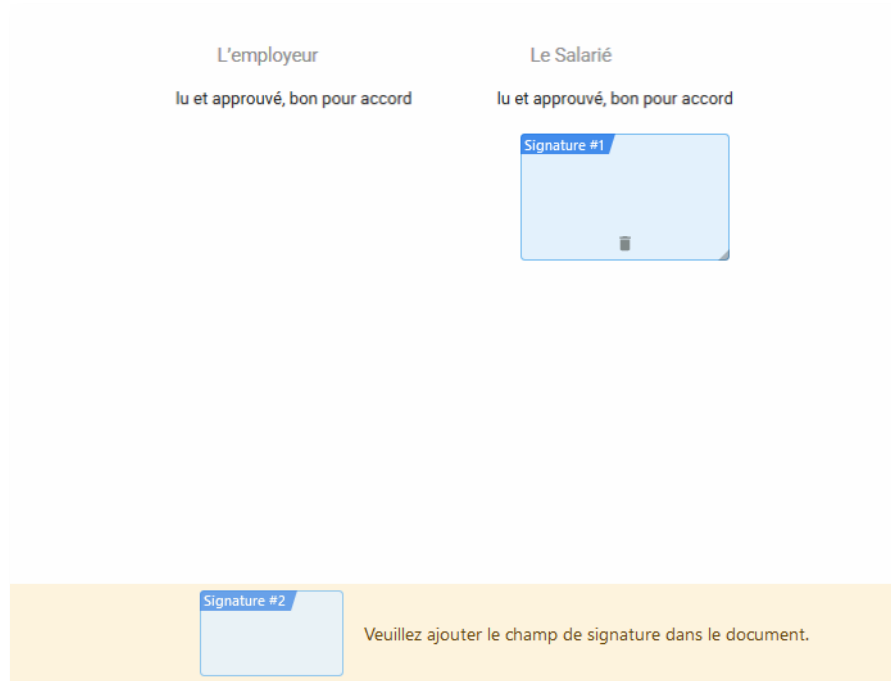 L'employeur
Le Salarié
lu et approuvé, bon pour accord
lu et approuvé, bon pour accord
Signature #1
Signature #2
Veuillez ajouter le champ de signature dans le document.